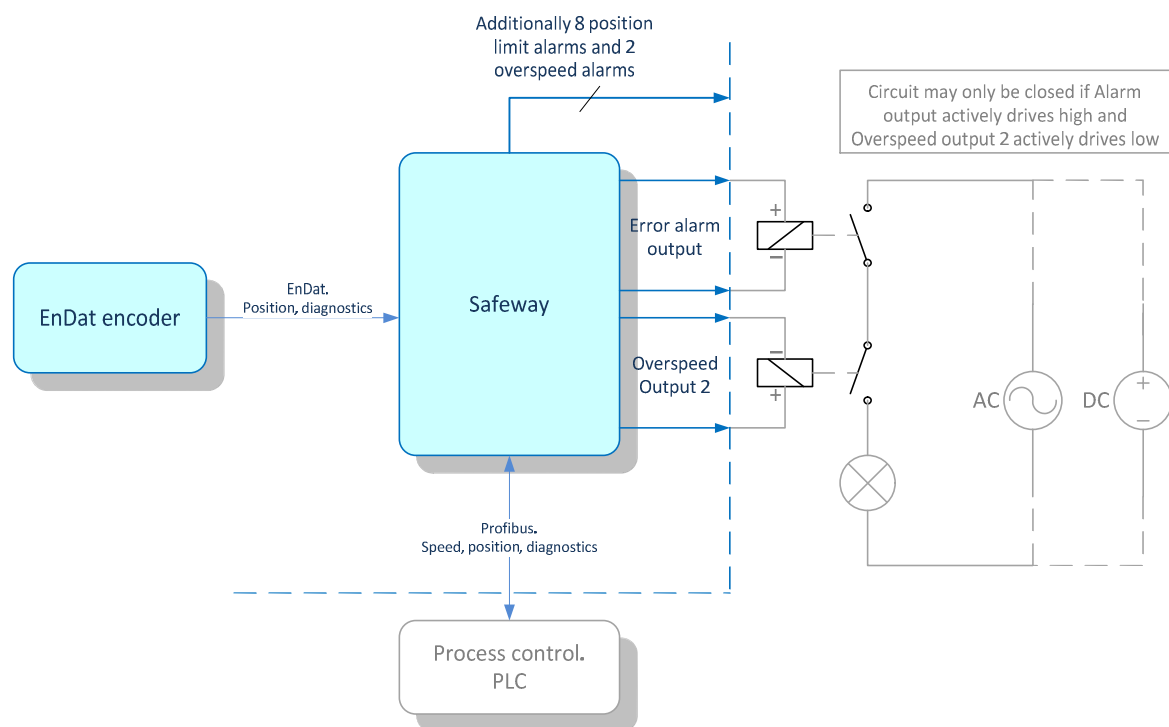 Additionally 8 position
limit alarms and 2
overspeed alarms
Circuit may only be closed if Alarm
output actively drives high and
Overspeed output 2 actively drives low
+
Error alarm
output
−
EnDat encoder
EnDat.
Position, diagnostics
Safeway
−
Overspeed
Output 2
+
AC
DC
+
−
Profibus.
Speed, position, diagnostics
Process control.
PLC